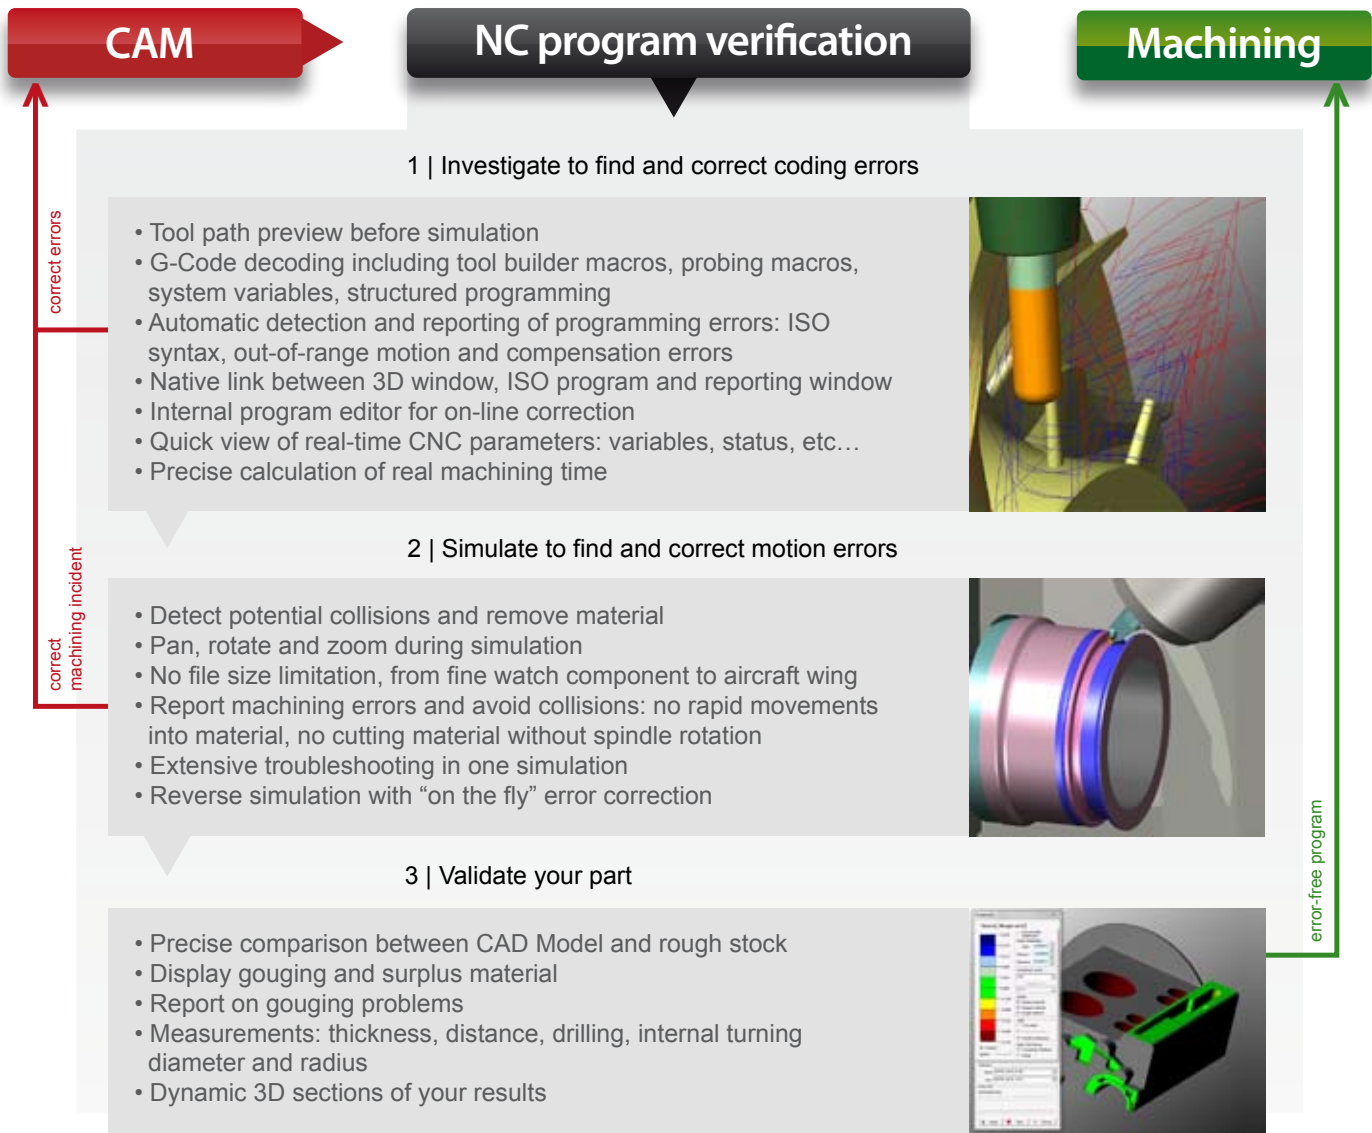 CAM
NC program verification
Machining
1 | Investigate to find and correct coding errors
correct errors
• Tool path preview before simulation
• G-Code decoding including tool builder macros, probing macros,
system variables, structured programming
• Automatic detection and reporting of programming errors: ISO
syntax, out-of-range motion and compensation errors
• Native link between 3D window, ISO program and reporting window
• Internal program editor for on-line correction
• Quick view of real-time CNC parameters: variables, status, etc…
• Precise calculation of real machining time
2 | Simulate to find and correct motion errors
correct
machining incident
• Detect potential collisions and remove material
• Pan, rotate and zoom during simulation
• No file size limitation, from fine watch component to aircraft wing
• Report machining errors and avoid collisions: no rapid movements
into material, no cutting material without spindle rotation
• Extensive troubleshooting in one simulation
• Reverse simulation with “on the fly” error correction
3 | Validate your part
error-free program
• Precise comparison between CAD Model and rough stock
• Display gouging and surplus material
• Report on gouging problems
• Measurements: thickness, distance, drilling, internal turning
diameter and radius
• Dynamic 3D sections of your results